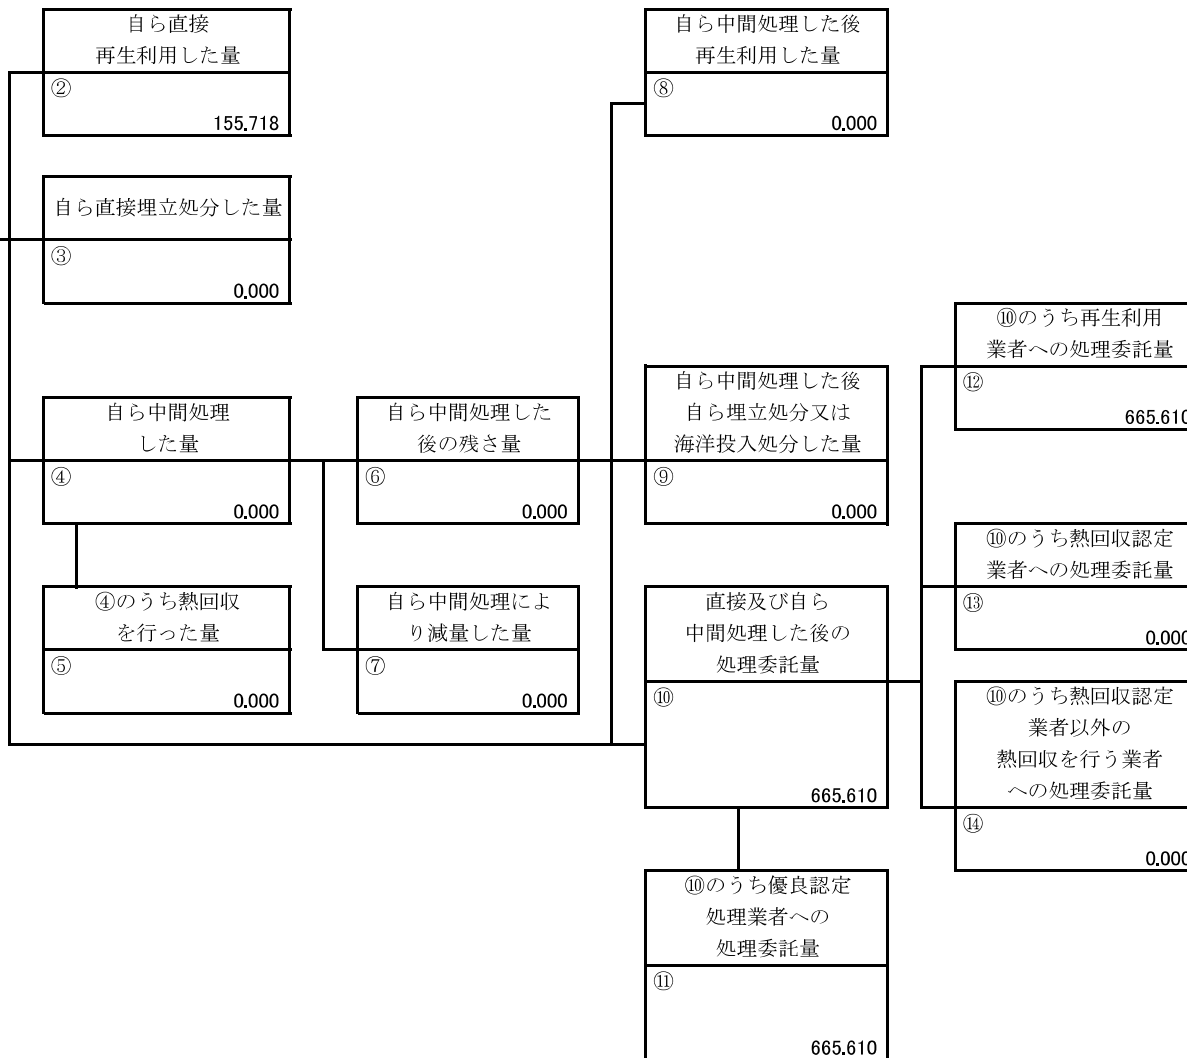 自ら直接
再生利用した量
②
155.718
自ら中間処理した後
再生利用した量
⑧
0.000
自ら直接埋立処分した量
③
0.000
⑩のうち再生利用
業者への処理委託量
⑫
665.610
自ら中間処理
した量
④
0.000
自ら中間処理した
後の残さ量
⑥
0.000
自ら中間処理した後
自ら埋立処分又は
海洋投入処分した量
⑨
0.000
⑩のうち熱回収認定
業者への処理委託量
⑬
0.000
④のうち熱回収
を行った量
⑤
0.000
自ら中間処理によ
り減量した量
⑦
0.000
直接及び自ら
中間処理した後の
処理委託量
⑩
665.610
⑩のうち熱回収認定
業者以外の
熱回収を行う業者
への処理委託量
⑭
0.000
⑩のうち優良認定
処理業者への
処理委託量
⑪
665.610